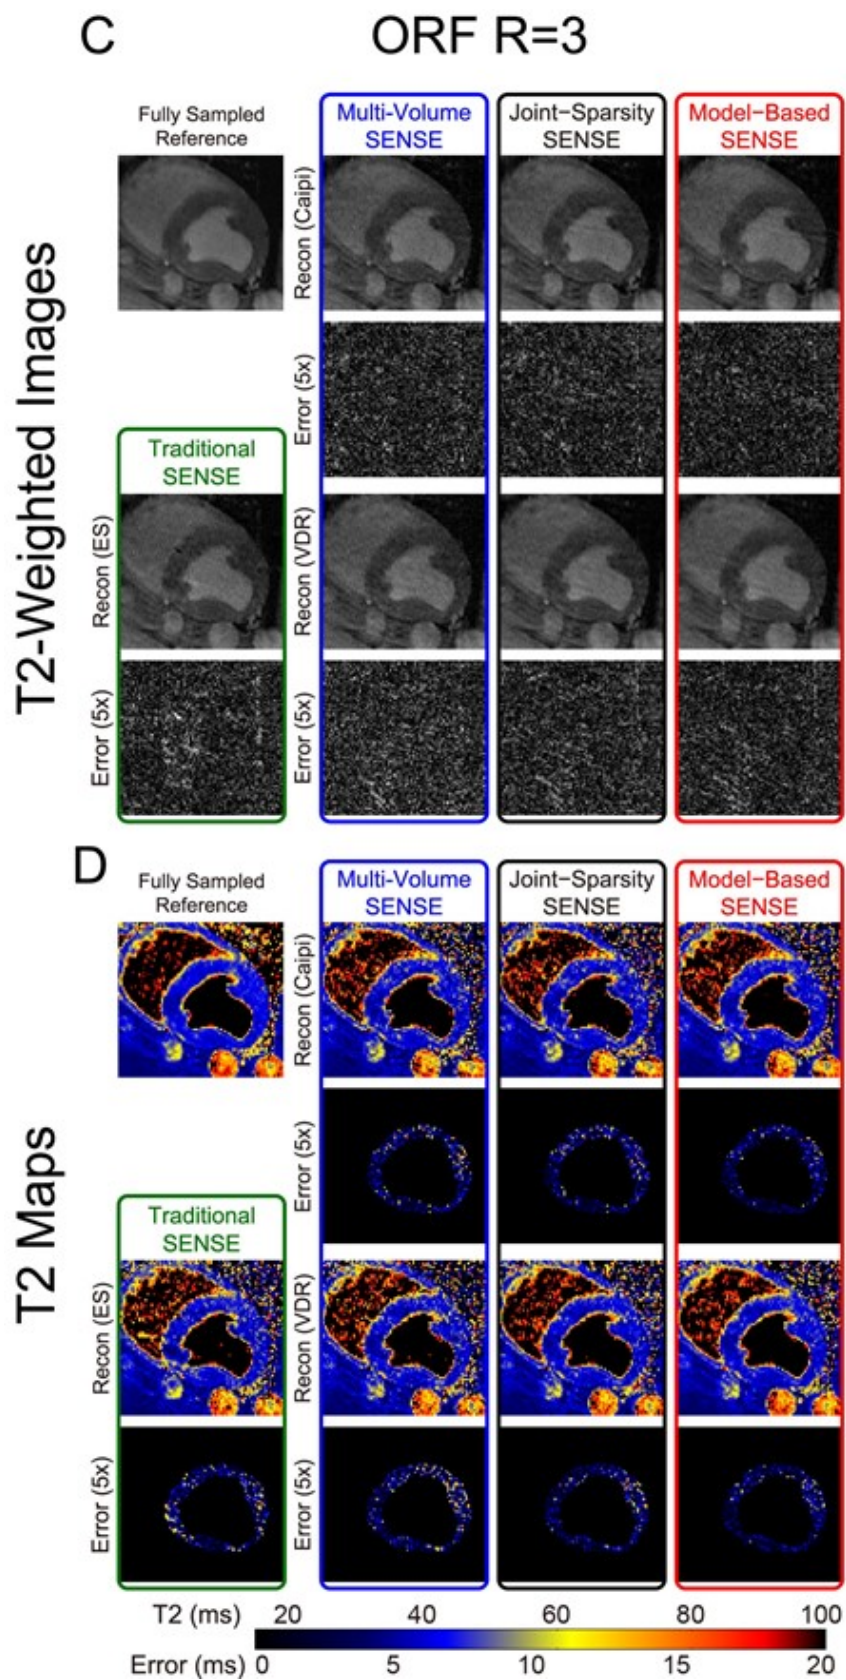 C
ORF R=3
T2-Weighted Images
Fully Sampled
Reference
Multi-Volume
SENSE
Joint-Sparsity
SENSE
Model-Based
SENSE
Recon (Caipi)
Error (5x)
Traditional
SENSE
Recon (ES)
Recon (VDR)
Error (5x)
Error (5x)
D
T2 Maps
Fully Sampled
Reference
Multi-Volume
SENSE
Joint-Sparsity
SENSE
Model-Based
SENSE
Recon (Caipi)
Error (5x)
Traditional
SENSE
Recon (ES)
Recon (VDR)
Error (5x)
Error (5x)
T2 (ms) 20 40 60 80 100
Error (ms) 0 5 10 15 20